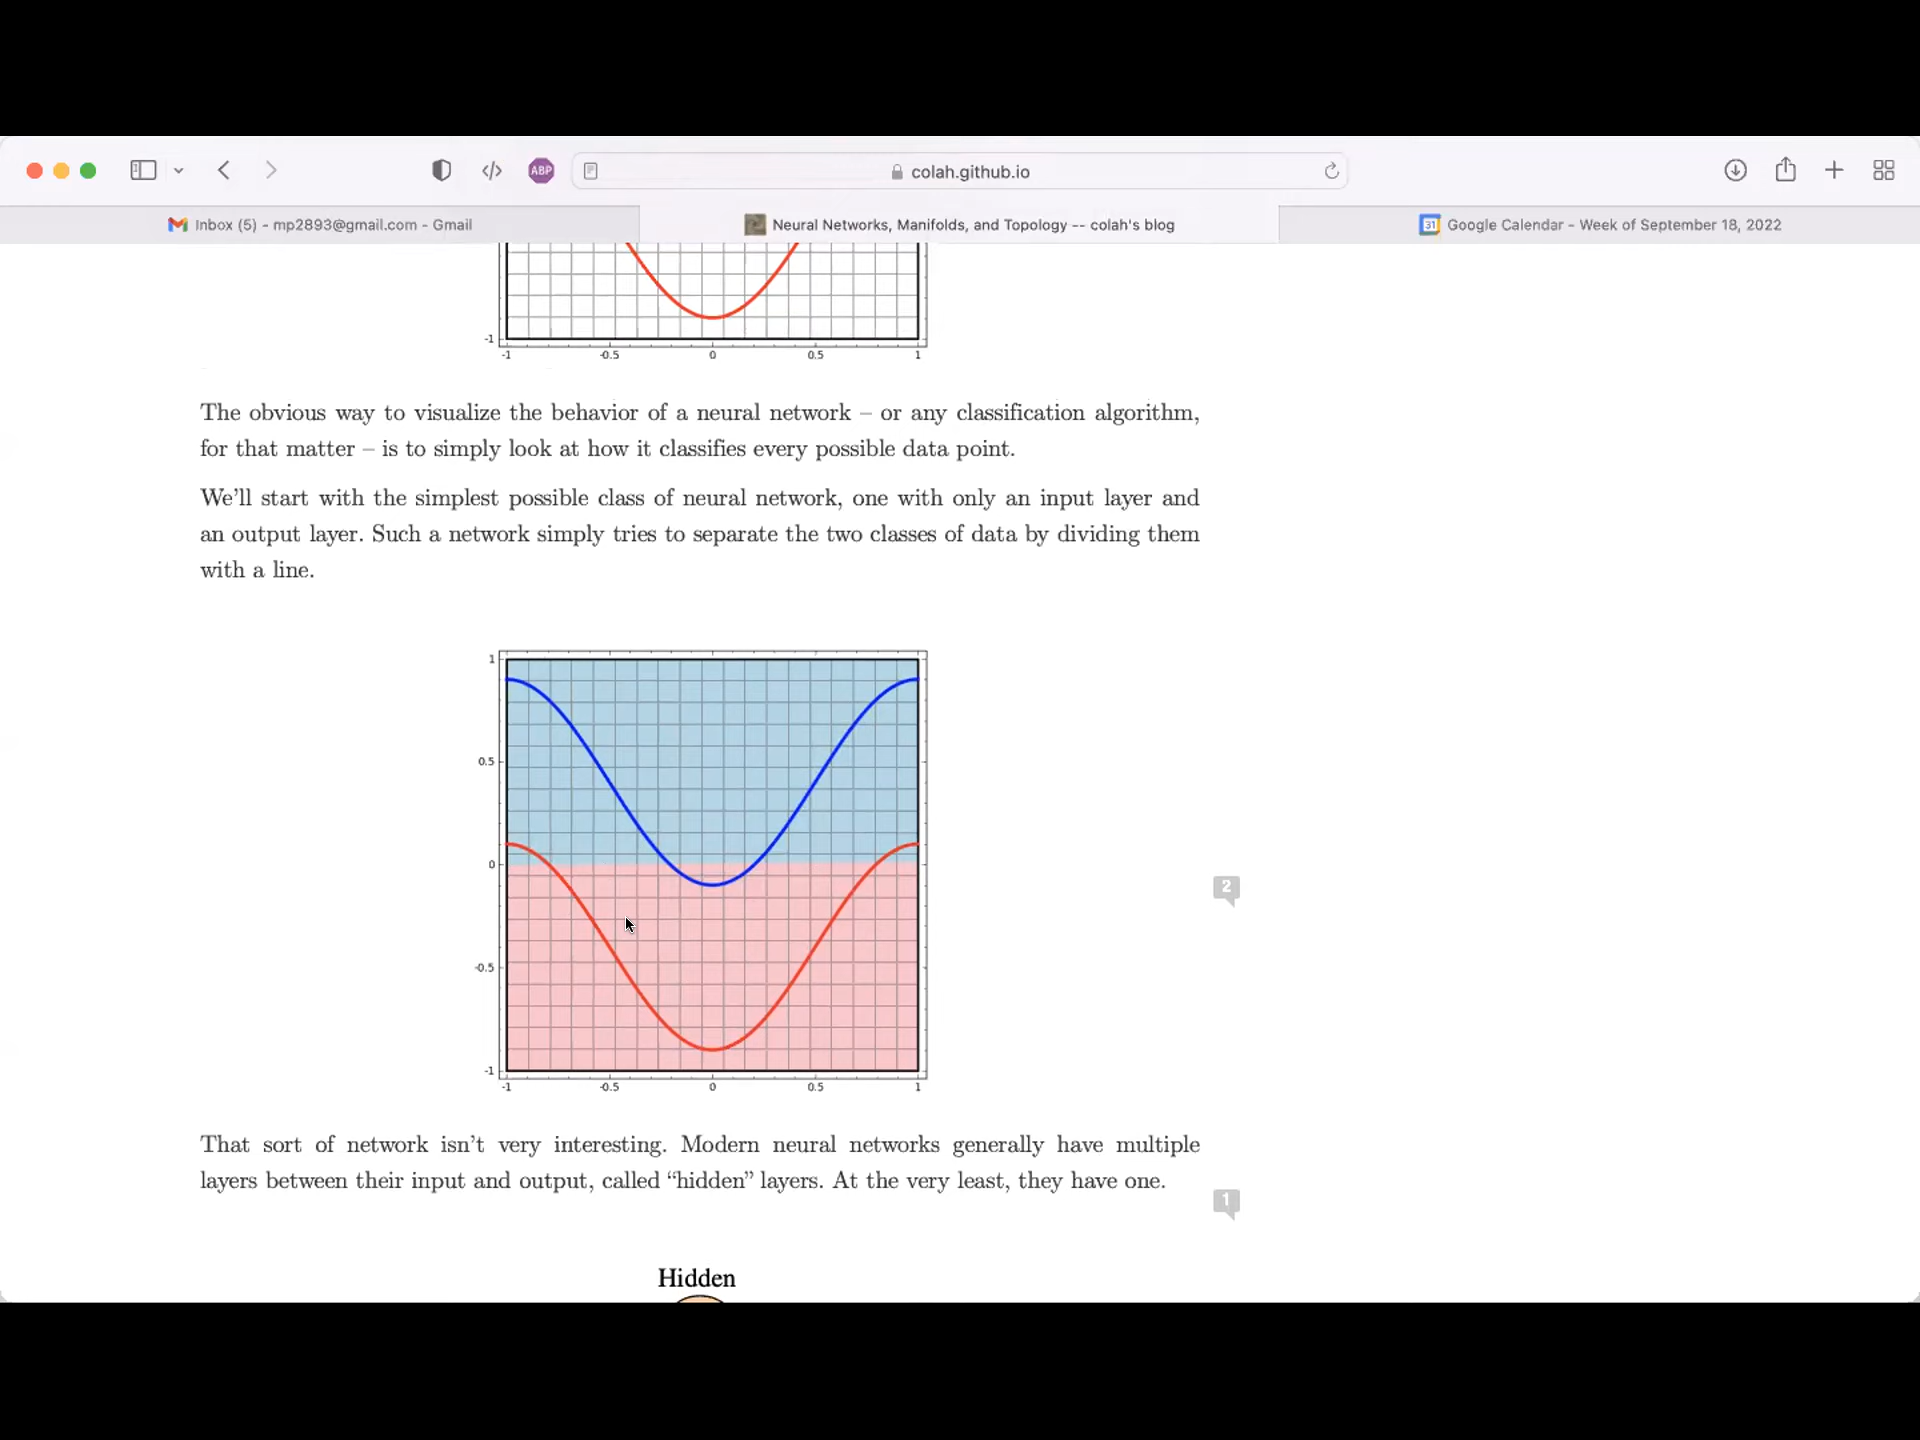 ABP
colah.github.io
Inbox (5) - mp2893@gmail.com - Gmail
Neural Networks, Manifolds, and Topology -- colah's blog
31
Google Calendar - Week of September 18, 2022
-1
-1 -0.5 0 0.5 1
The obvious way to visualize the behavior of a neural network – or any classification algorithm,
for that matter – is to simply look at how it classifies every possible data point.
We’ll start with the simplest possible class of neural network, one with only an input layer and
an output layer. Such a network simply tries to separate the two classes of data by dividing them
with a line.
1
0.5
0
-0.5
-1
-1 -0.5 0 0.5 1
2
That sort of network isn’t very interesting. Modern neural networks generally have multiple
layers between their input and output, called “hidden” layers. At the very least, they have one.
1
Hidden